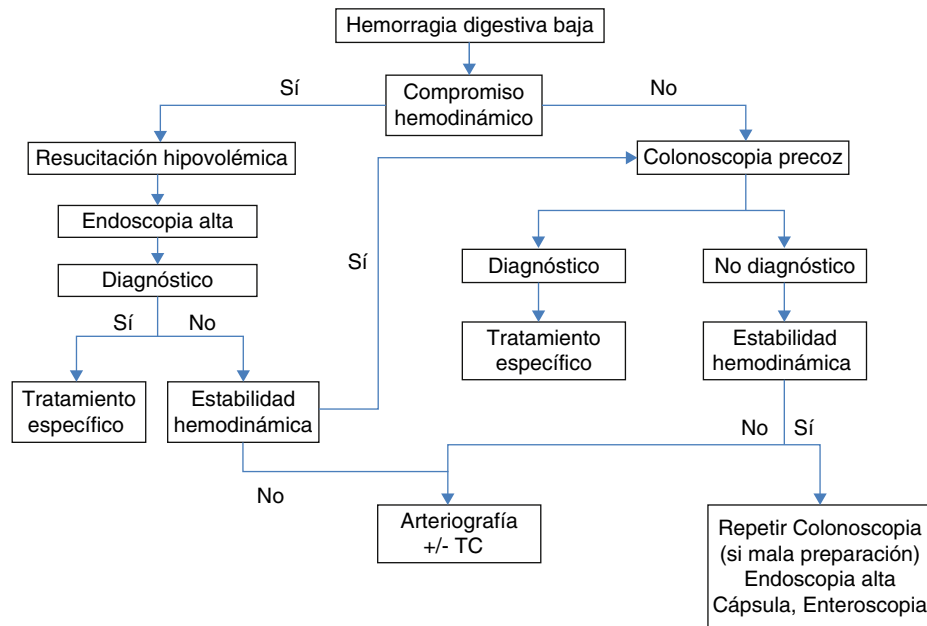 Hemorragia digestiva baja
Sí
Compromiso
hemodinámico
No
Resucitación hipovolémica
Colonoscopia precoz
Endoscopia alta
Sí
Diagnóstico
Diagnóstico
No diagnóstico
Sí
No
Tratamiento
específico
Estabilidad
hemodinámica
Tratamiento
específico
Estabilidad
hemodinámica
No
Sí
No
Arteriografía
+/- TC
Repetir Colonoscopia
(si mala preparación)
Endoscopia alta
Cápsula, Enteroscopia